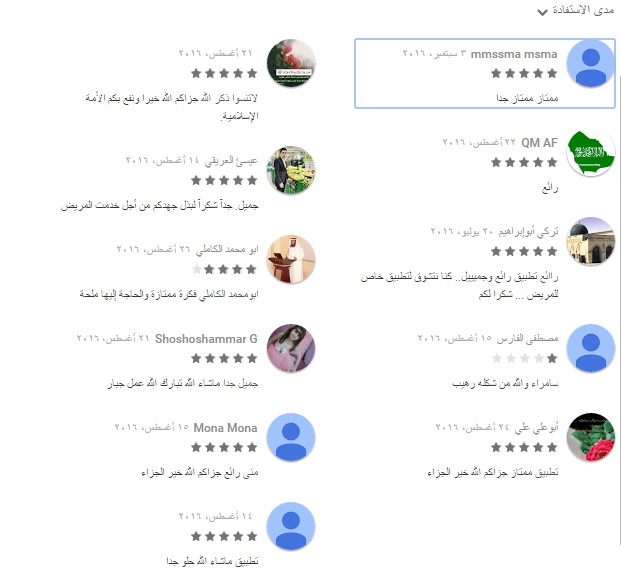 مدى الاستفادة
mmssma msma ٣ سبتمبر، ٢٠١٦
ممتاز ممتاز جدا
QM AF ٢٢ أغسطس، ٢٠١٦
رائع
تركي أبوإبراهيم ٢٠ يوليو، ٢٠١٦
راائع تطبيق رائع وجمييييل.. كنا نتشوق لتطبيق خاص
للمريض ... شكرا لكم
مصطفى الفارس ١٥ أغسطس، ٢٠١٦
سامراء والله من شكله رهيب
أبوعلي علي ٢٤ أغسطس، ٢٠١٦
تطبيق ممتاز جزاكم الله خير الجزاء
٢١ أغسطس، ٢٠١٦
لاتنسوا ذكر الله جزاكم الله خيرا ونفع بكم الأمة
الإسلامية.
عيسئ العريقي ١٤ أغسطس، ٢٠١٦
جميل. جداً شكراً لبذل جهدكم من أجل خدمت المريض
ابو محمد الكاملي ٢٦ أغسطس، ٢٠١٦
ابومحمد الكاملي فكرة ممتازة والحاجة إليها ملحة
Shoshoshammar G ٢١ أغسطس، ٢٠١٦
جميل جدا ماشاء الله تبارك الله عمل جبار
Mona Mona ١٥ أغسطس، ٢٠١٦
منى رائع جزاكم الله خير الجزاء
١٤ أغسطس، ٢٠١٦
تطبيق ماشاء الله حلو جدا